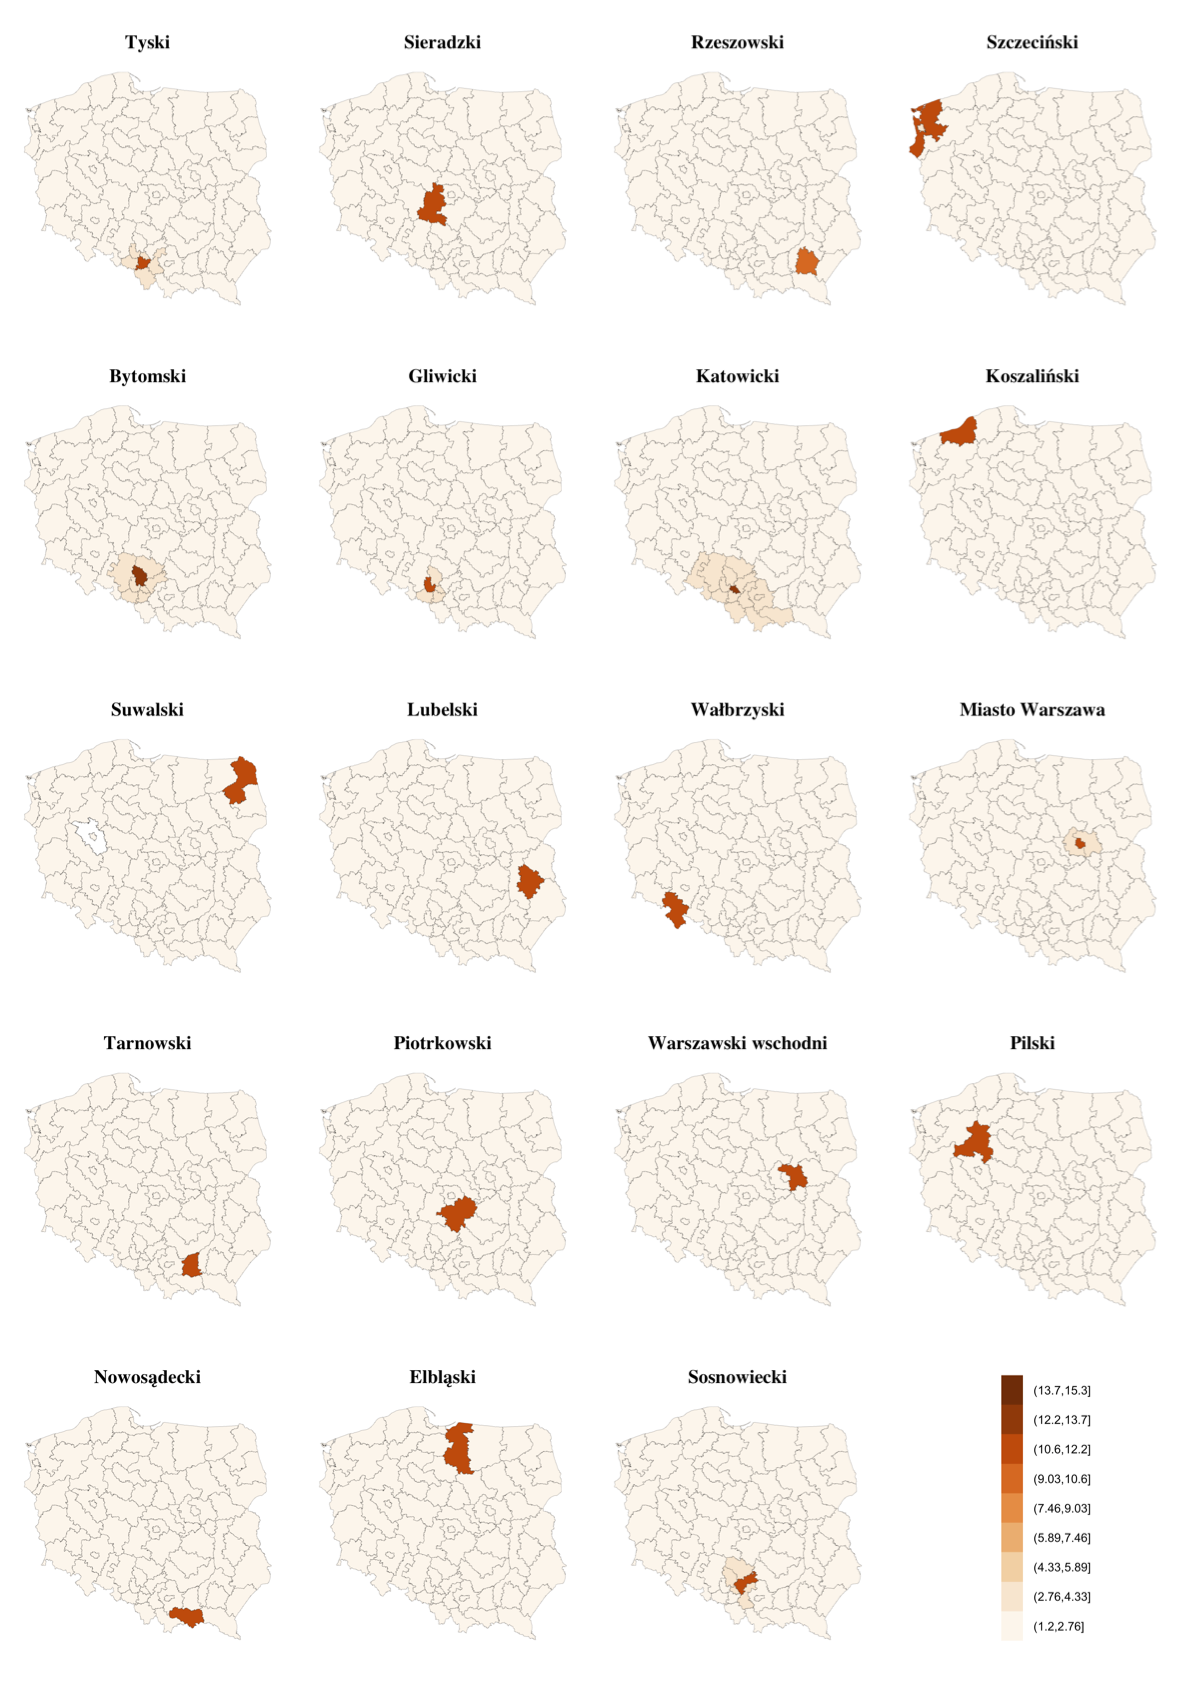 Tyski
Sieradzki
Rzeszowski
Szczeciński
Bytomski
Gliwicki
Katowicki
Koszaliński
Suwalski
Lubelski
Wałbrzyski
Miasto Warszawa
Tarnowski
Piotrkowski
Warszawski wschodni
Pilski
Nowosądecki
Elbląski
Sosnowiecki
(13.7,15.3]
(12.2,13.7]
(10.6,12.2]
(9.03,10.6]
(7.46,9.03]
(5.89,7.46]
(4.33,5.89]
(2.76,4.33]
(1.2,2.76]